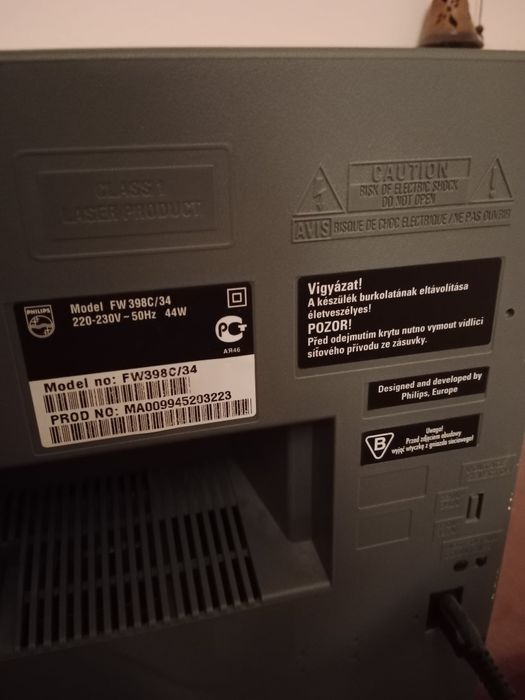 CLASS 1
LASER PRODUCT
CAUTION
RISK OF ELECTRIC SHOCK
DO NOT OPEN
AVIS RISQUE DE CHOC ELECTRIQUE / NE PAS OUVRIR
PHILIPS
Model FW398C/34
220-230V ~ 50Hz 44W
АЯ46
Model no: FW398C/34
PROD NO: MA009945203223
Vigyázat!
A készülék burkolatának eltávolítása
életveszélyes!
POZOR!
Před odejmutím krytu nutno vymout vidlici
síťového přívodu ze zásuvky.
Designed and developed by
Philips, Europe
B
Uwaga!
Przed zdjęciem obudowy
wyjąć wtyczkę z gniazda sieciowego!